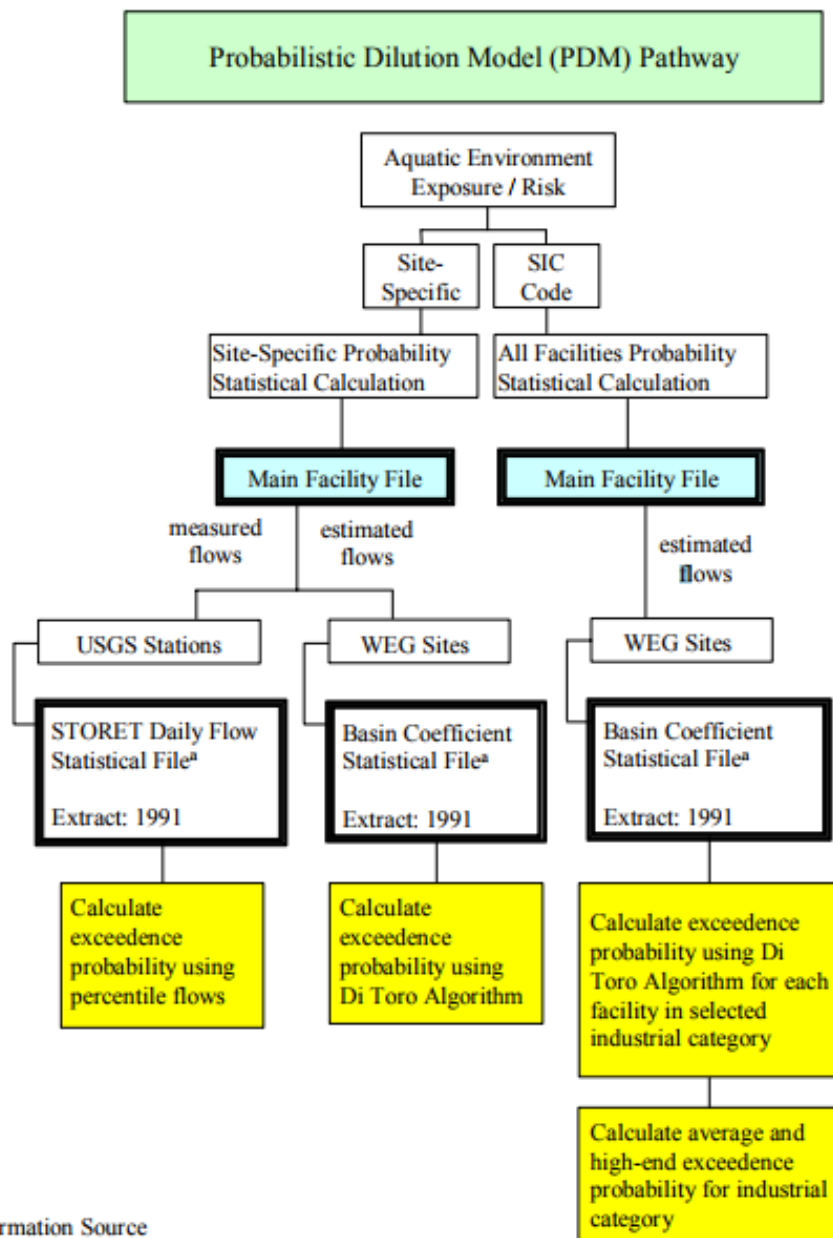 Probabilistic Dilution Model (PDM) Pathway
Aquatic Environment
Exposure / Risk
Site-
Specific
SIC
Code
Site-Specific Probability
Statistical Calculation
All Facilities Probability
Statistical Calculation
Main Facility File
Main Facility File
measured
flows
estimated
flows
estimated
flows
USGS Stations
WEG Sites
WEG Sites
STORET Daily Flow
Statistical Fileᵃ
Extract: 1991
Basin Coefficient
Statistical Fileᵃ
Extract: 1991
Basin Coefficient
Statistical Fileᵃ
Extract: 1991
Calculate
exceedence
probability using
percentile flows
Calculate
exceedence
probability using
Di Toro Algorithm
Calculate exceedence
probability using Di
Toro Algorithm for each
facility in selected
industrial category
Calculate average and
high-end exceedence
probability for industrial
category
rmation Source